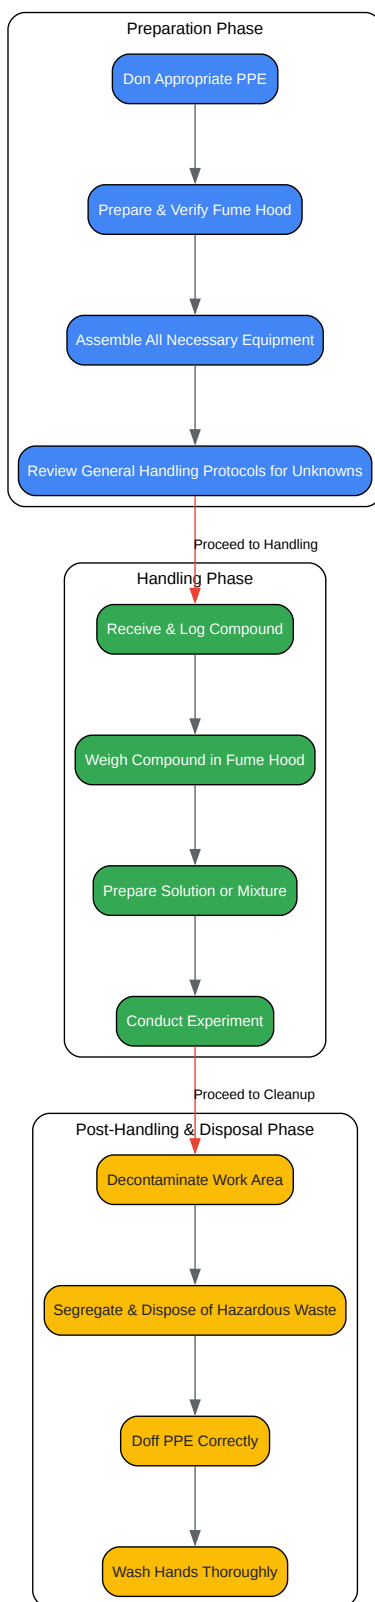 Preparation Phase
Don Appropriate PPE
Prepare & Verify Fume Hood
Assemble All Necessary Equipment
Review General Handling Protocols for Unknowns
Proceed to Handling
Handling Phase
Receive & Log Compound
Weigh Compound in Fume Hood
Prepare Solution or Mixture
Conduct Experiment
Proceed to Cleanup
Post-Handling & Disposal Phase
Decontaminate Work Area
Segregate & Dispose of Hazardous Waste
Doff PPE Correctly
Wash Hands Thoroughly